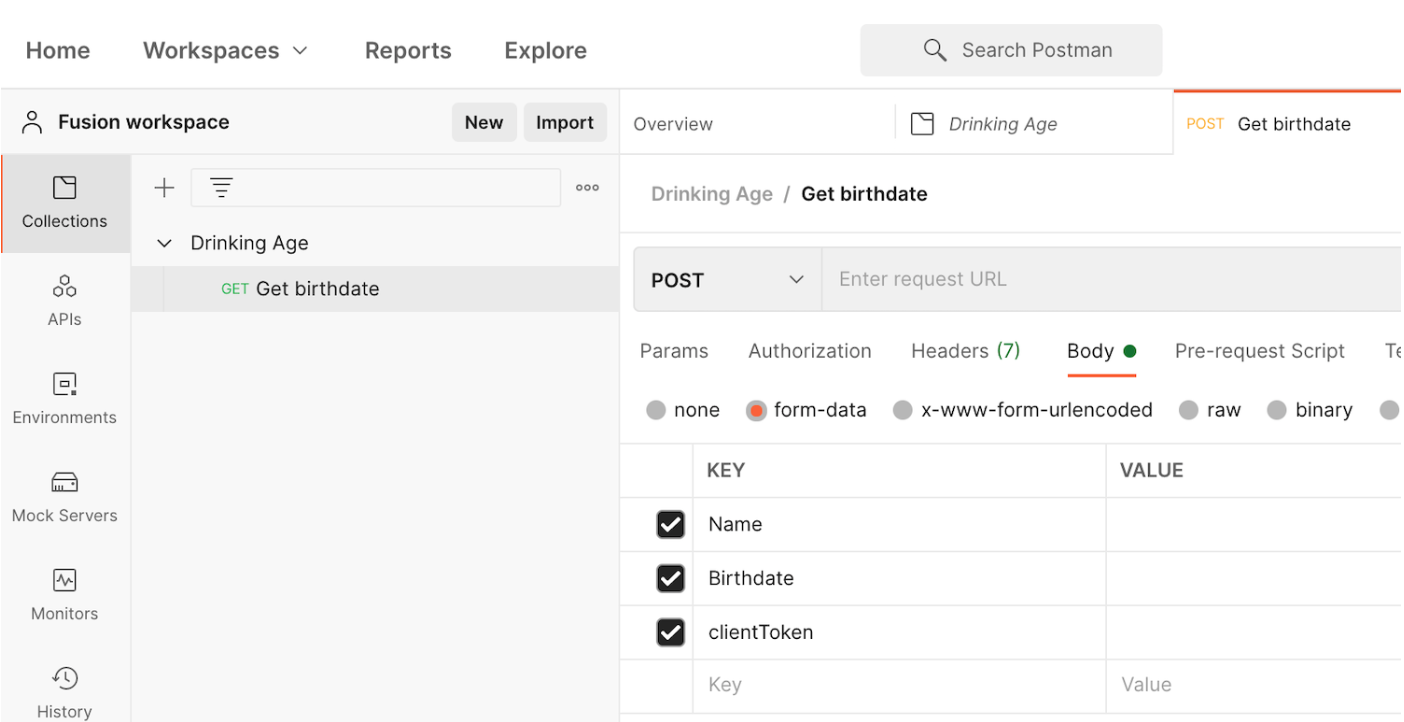 Home Workspaces Reports Explore Search Postman
Fusion workspace New Import
Overview Drinking Age POST Get birthdate
Collections
APIs
Environments
Mock Servers
Monitors
History
Drinking Age
GET Get birthdate
Drinking Age / Get birthdate
POST Enter request URL
Params Authorization Headers (7) Body Pre-request Script Te
none form-data x-www-form-urlencoded raw binary
KEY VALUE
Name
Birthdate
clientToken
Key Value